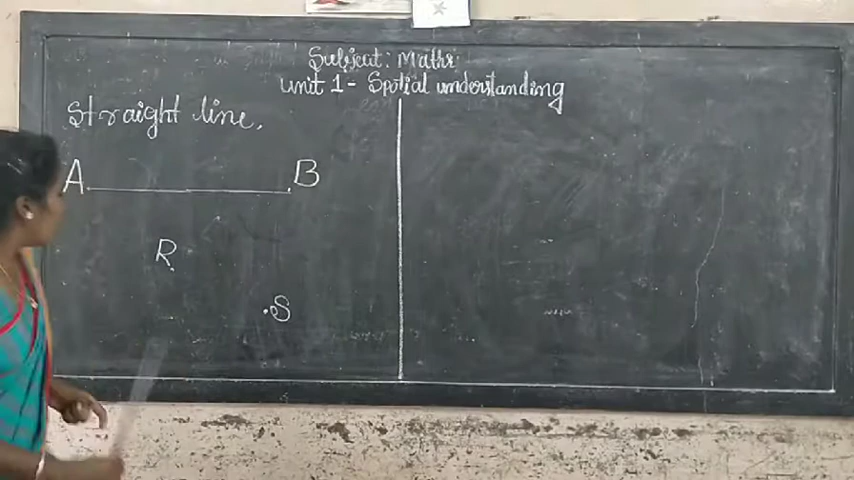 Subject: Maths
unit 1 - Spatial understanding
Straight line.
A B
R
S